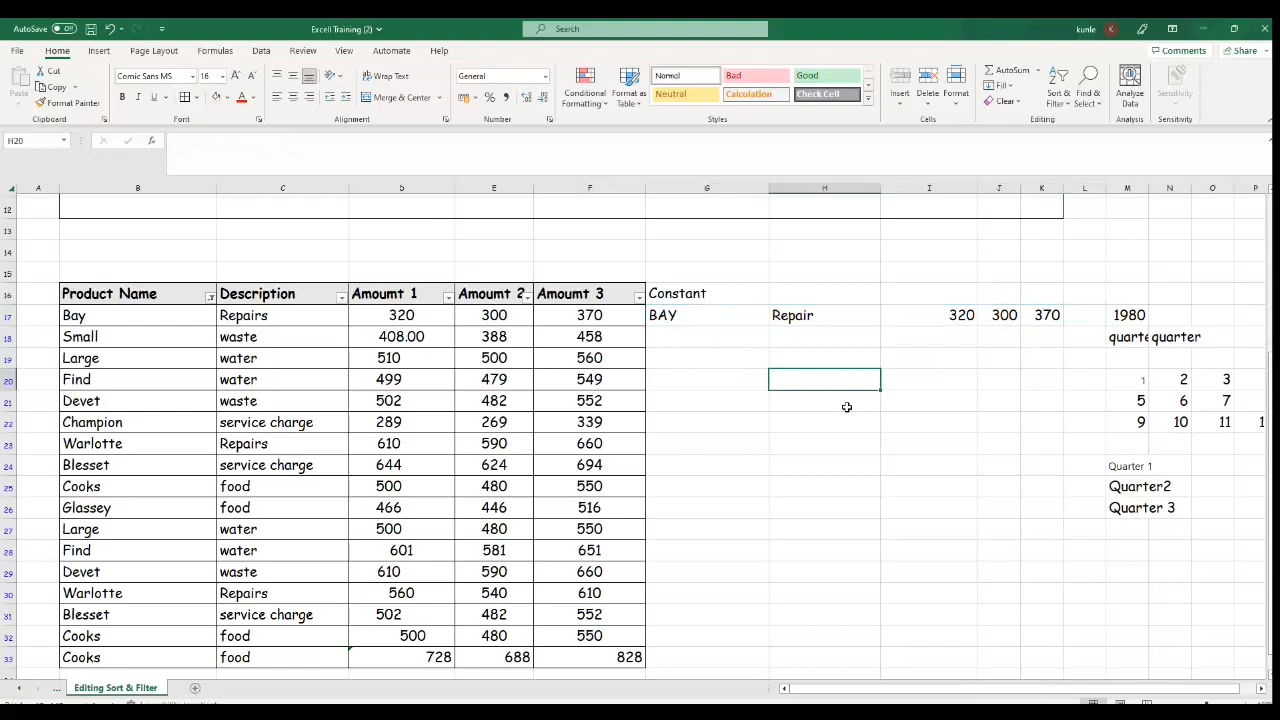 AutoSave Off Excell Training (2) Search kunle K
File Home Insert Page Layout Formulas Data Review View Automate Help Comments Share
Paste Cut Copy Format Painter Clipboard
Comic Sans MS 16 A A B I U A Font
Wrap Text Merge & Center Alignment
General % Number
Conditional Formatting Format as Table Normal Bad Good Neutral Calculation Check Cell Styles
Insert Delete Format Cells
AutoSum Fill Clear Sort & Filter Find & Select Editing
Analyze Data Analysis Sensitivity Sensitivity
H20 fx
A B C D E F G H I J K L M N O P
12
13
14
15
16 Product Name Description Amoumt 1 Amoumt 2 Amoumt 3 Constant
17 Bay Repairs 320 300 370 BAY Repair 320 300 370 1980
18 Small waste 408.00 388 458 quarte quarter
19 Large water 510 500 560
20 Find water 499 479 549 1 2 3
21 Devet waste 502 482 552 5 6 7
22 Champion service charge 289 269 339 9 10 11 1
23 Warlotte Repairs 610 590 660
24 Blesset service charge 644 624 694 Quarter 1
25 Cooks food 500 480 550 Quarter2
26 Glassey food 466 446 516 Quarter 3
27 Large water 500 480 550
28 Find water 601 581 651
29 Devet waste 610 590 660
30 Warlotte Repairs 560 540 610
31 Blesset service charge 502 482 552
32 Cooks food 500 480 550
33 Cooks food 728 688 828
... Editing Sort & Filter